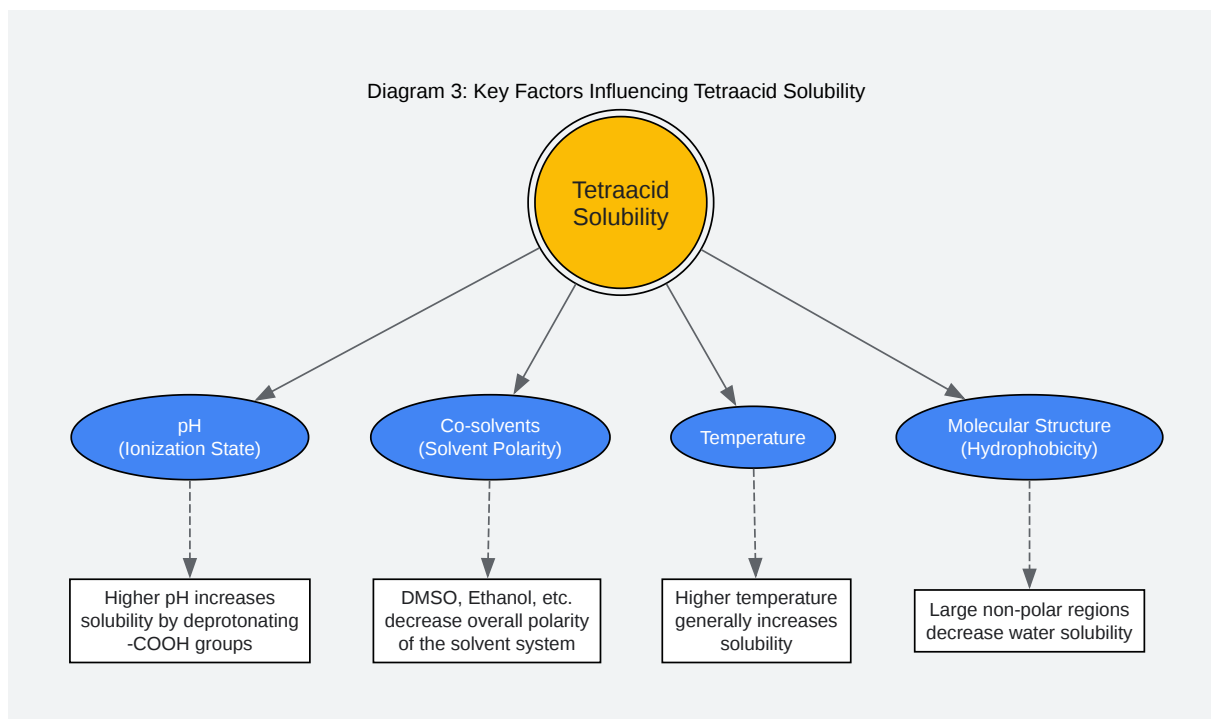 Diagram 3: Key Factors Influencing Tetraacid Solubility
Tetraacid
Solubility
pH
(Ionization State)
Co-solvents
(Solvent Polarity)
Temperature
Molecular Structure
(Hydrophobicity)
Higher pH increases
solubility by deprotonating
-COOH groups
DMSO, Ethanol, etc.
decrease overall polarity
of the solvent system
Higher temperature
generally increases
solubility
Large non-polar regions
decrease water solubility